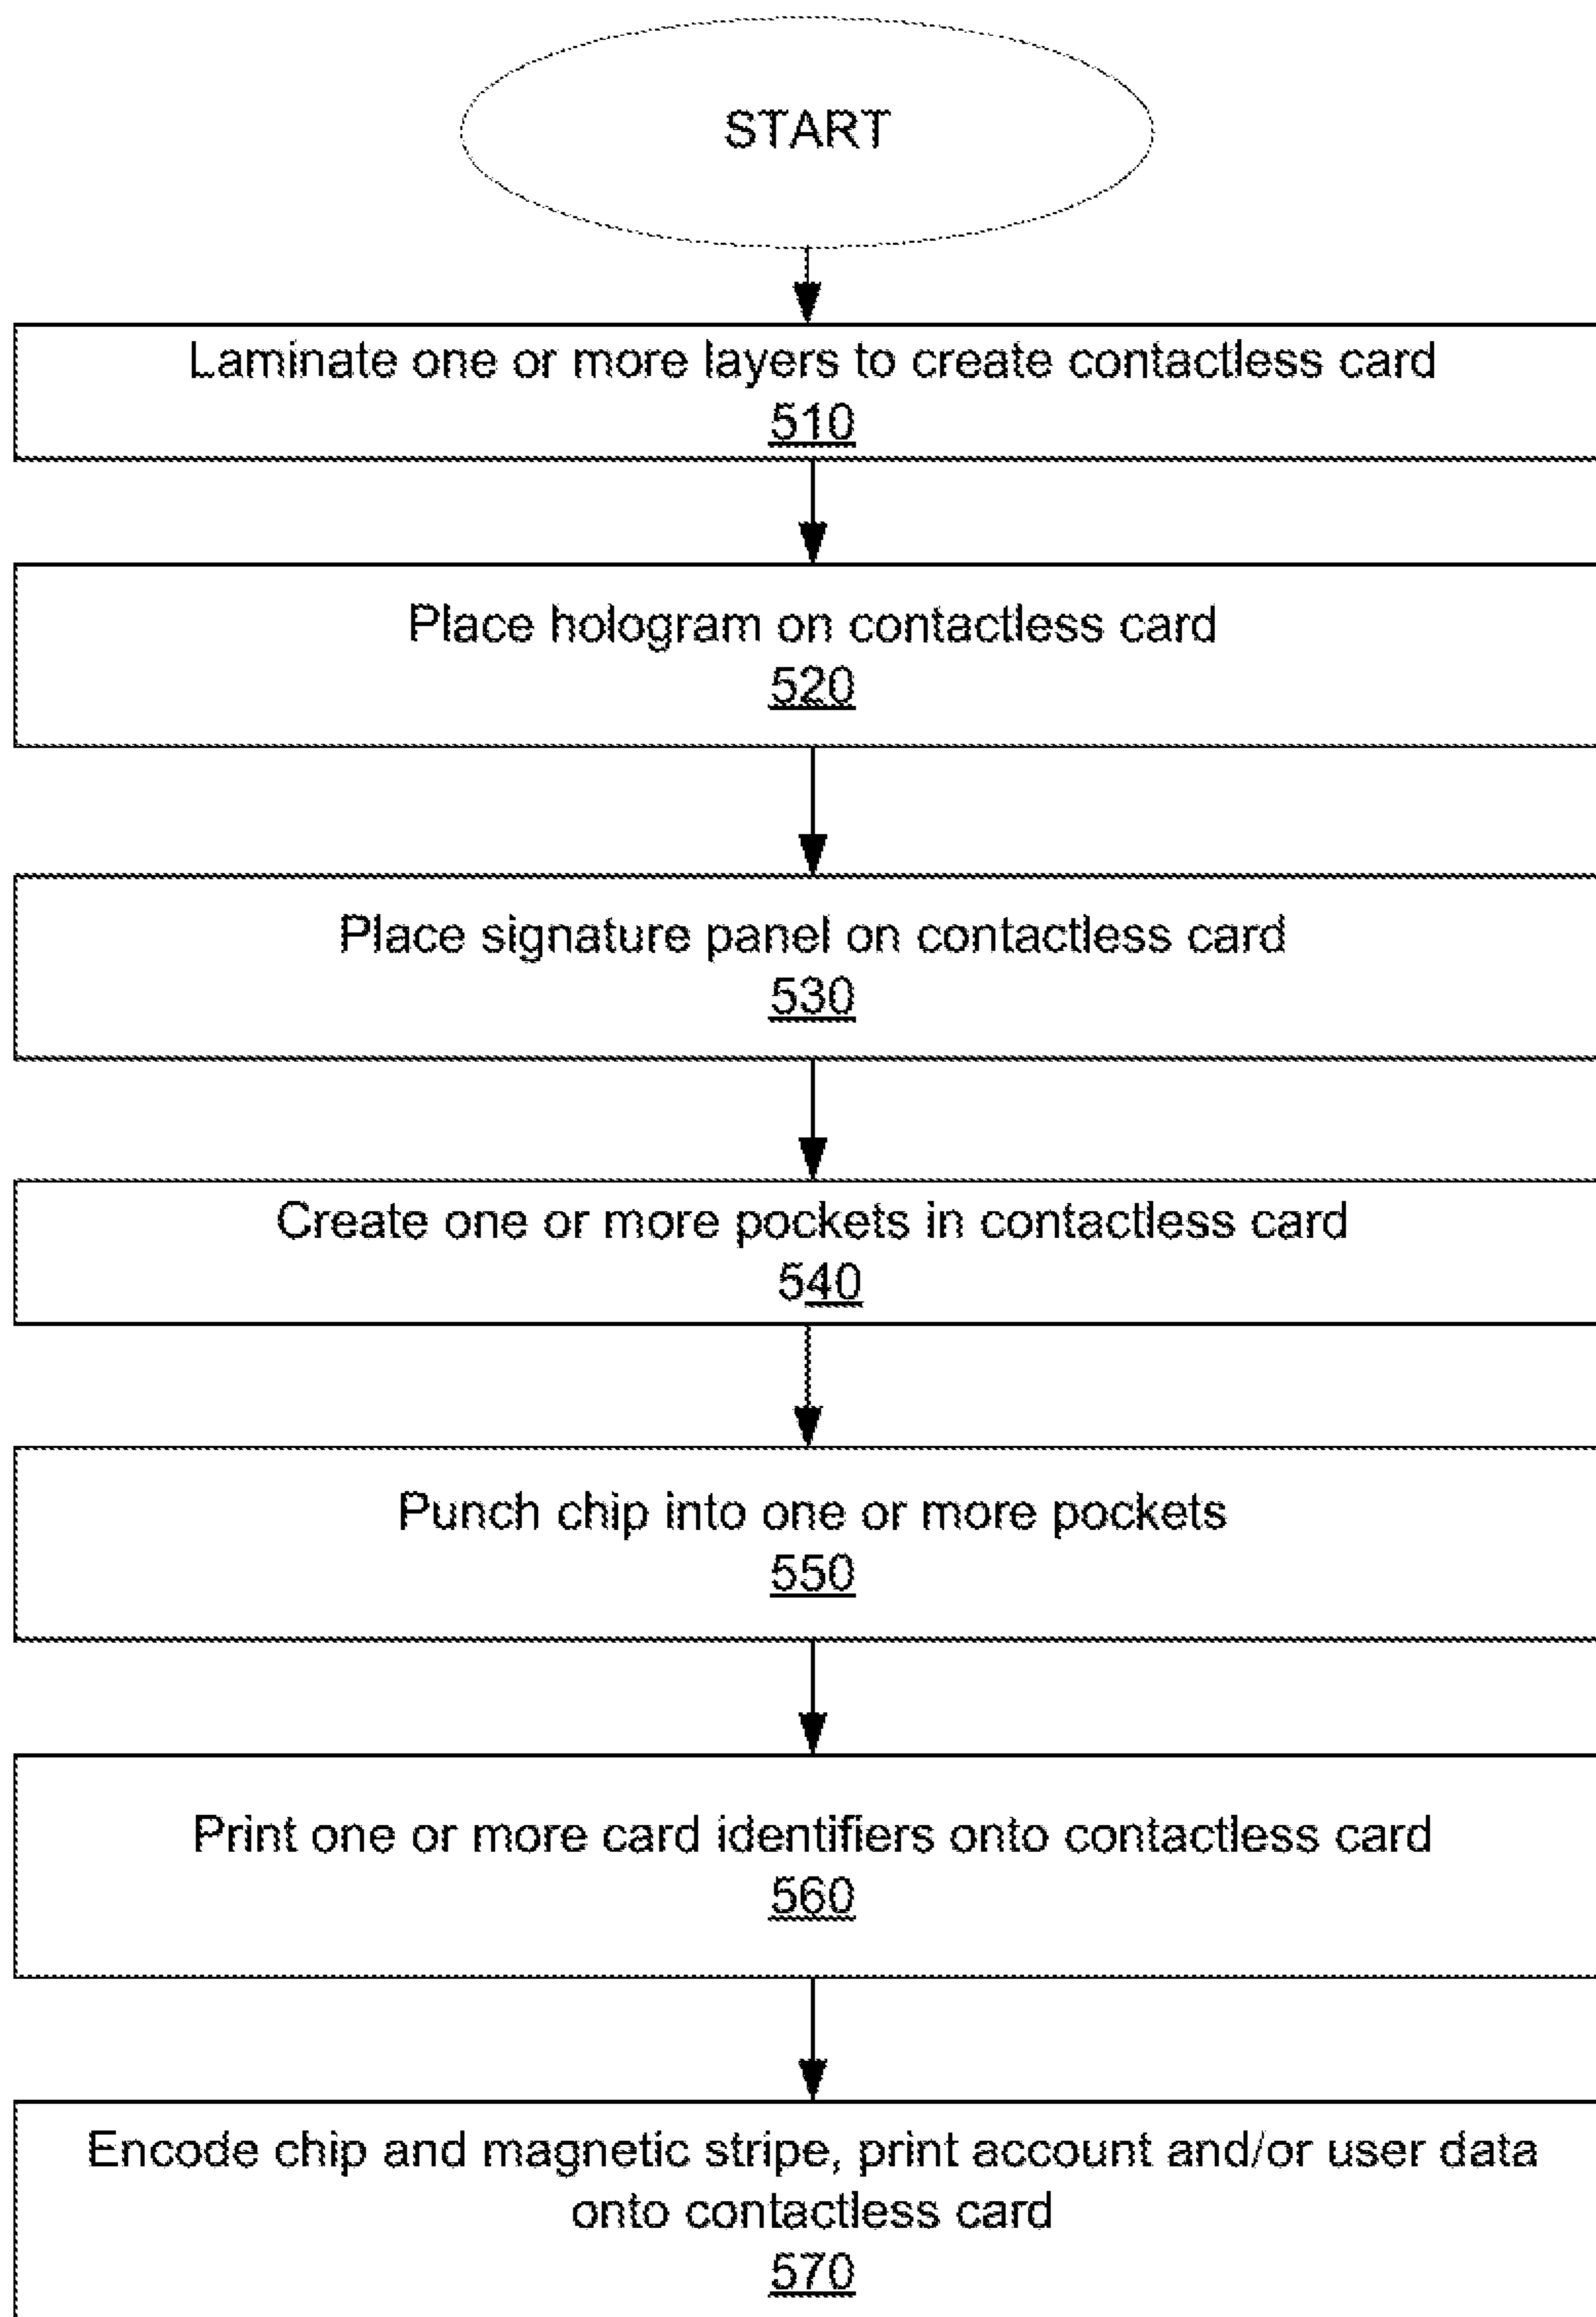 START
Laminate one or more layers to create contactless card
510
Place hologram on contactless card
520
Place signature panel on contactless card
530
Create one or more pockets in contactless card
540
Punch chip into one or more pockets
550
Print one or more card identifiers onto contactless card
560
Encode chip and magnetic stripe, print account and/or user data
onto contactless card
570